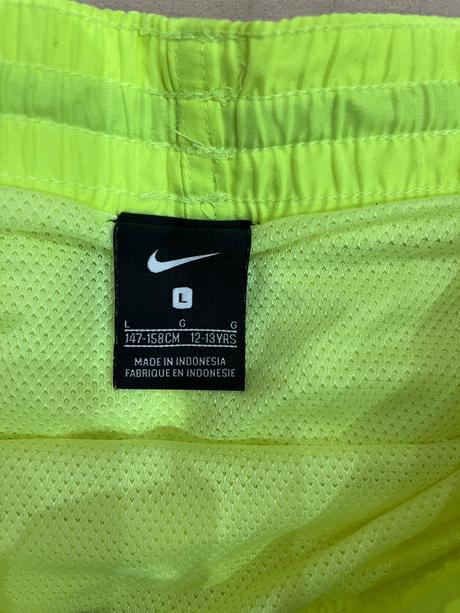 L
L G G
147-158CM 12-13YRS
MADE IN INDONESIA
FABRIQUE EN INDONESIE